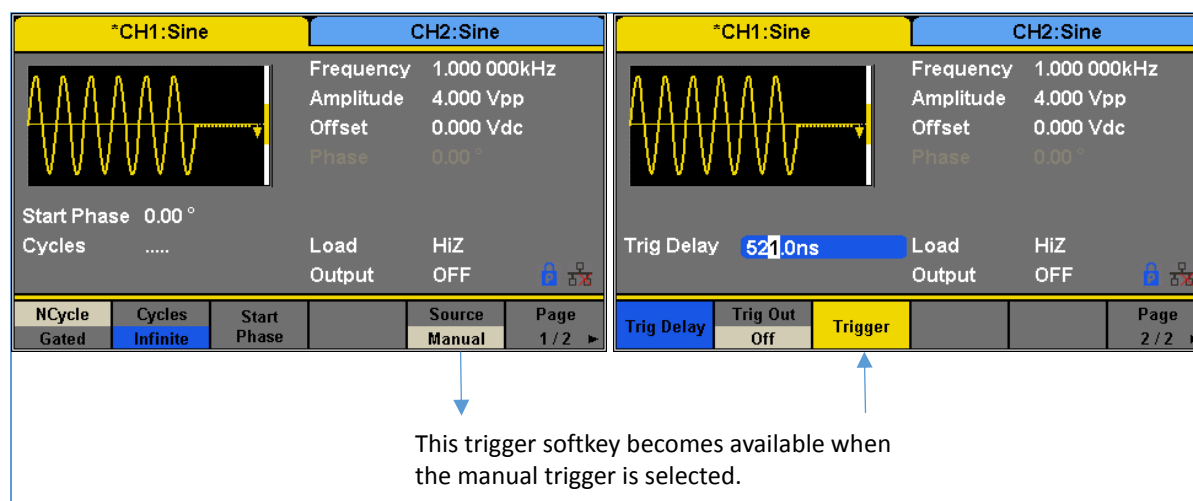 *CH1:Sine
CH2:Sine
Frequency 1.000 000kHz
Amplitude 4.000 Vpp
Offset 0.000 Vdc
Phase 0.00 °
Start Phase 0.00 °
Cycles .....
Load HiZ
Output OFF
P
NCycle
Gated
Cycles
Infinite
Start
Phase
Source
Manual
Page
1 / 2 ►
*CH1:Sine
CH2:Sine
Frequency 1.000 000kHz
Amplitude 4.000 Vpp
Offset 0.000 Vdc
Phase 0.00 °
Trig Delay 521.0ns
Load HiZ
Output OFF
P
Trig Delay
Trig Out
Off
Trigger
Page
2 / 2
This trigger softkey becomes available when
the manual trigger is selected.